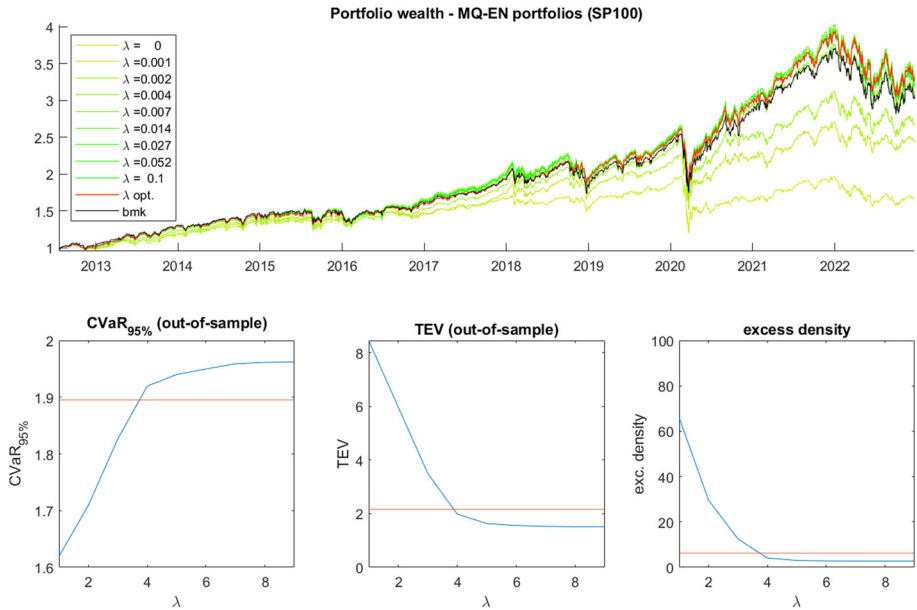 Portfolio wealth - MQ-EN portfolios (SP100)
4
3.5
3
2.5
2
1.5
1
λ = 0
λ =0.001
λ =0.002
λ =0.004
λ =0.007
λ =0.014
λ =0.027
λ =0.052
λ = 0.1
λ opt.
bmk
2013 2014 2015 2016 2017 2018 2019 2020 2021 2022
CVaR95% (out-of-sample)
2
1.9
1.8
1.7
1.6
CVaR95%
2 4 6 8
λ
TEV (out-of-sample)
8
6
4
2
0
TEV
2 4 6 8
λ
excess density
100
80
60
40
20
0
exc. density
2 4 6 8
λ